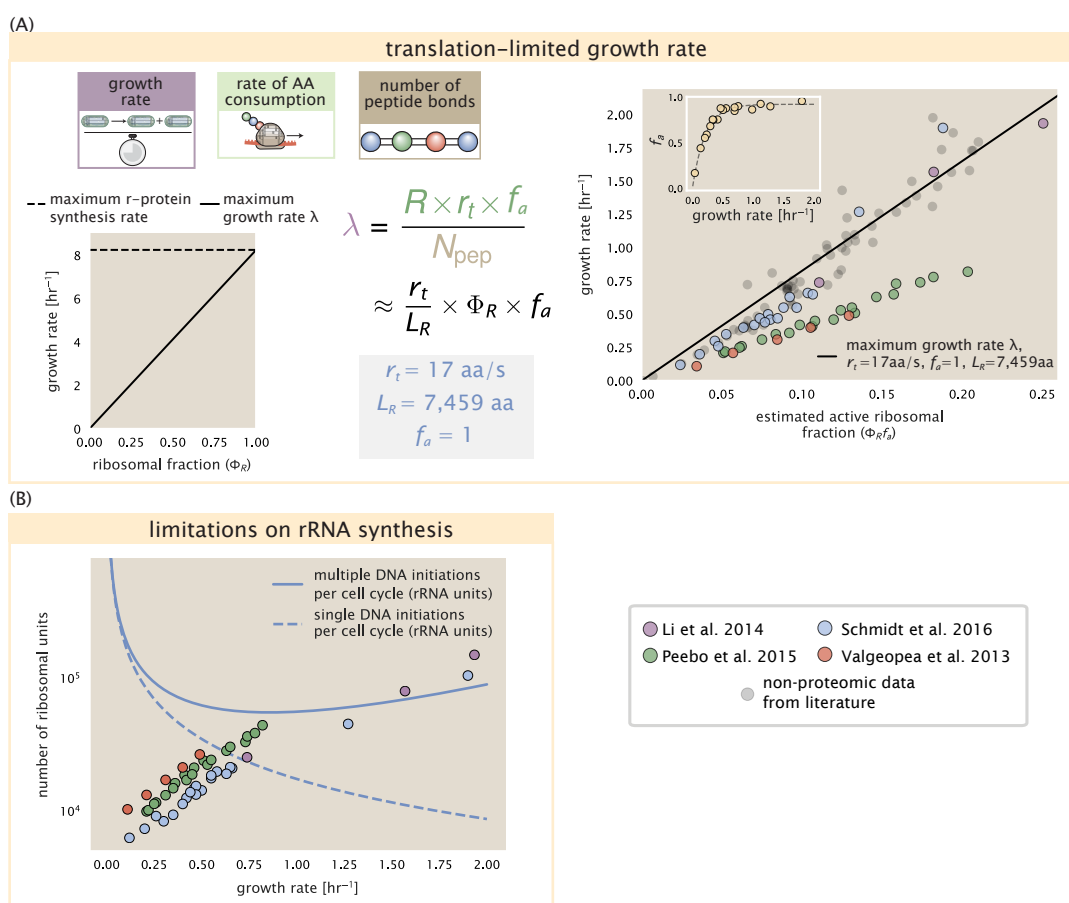 (A)
translation-limited growth rate
growth
rate
rate of AA
consumption
number of
peptide bonds
maximum r-protein
synthesis rate
maximum
growth rate λ
growth rate [hr⁻¹]
8
6
4
2
0
0.00 0.25 0.50 0.75 1.00
ribosomal fraction (Φ_R)
λ = R × r_t × f_a / N_pep
≈ r_t / L_R × Φ_R × f_a
r_t = 17 aa/s
L_R = 7,459 aa
f_a = 1
growth rate [hr⁻¹]
2.00
1.75
1.50
1.25
1.00
0.75
0.50
0.25
0.00
0.00 0.05 0.10 0.15 0.20 0.25
estimated active ribosomal
fraction (Φ_R f_a)
f_a
1.0
0.5
0.0
0.0 0.5 1.0 1.5 2.0
growth rate [hr⁻¹]
maximum growth rate λ,
r_t=17aa/s, f_a=1, L_R=7,459aa
(B)
limitations on rRNA synthesis
multiple DNA initiations
per cell cycle (rRNA units)
single DNA initiations
per cell cycle (rRNA units)
number of ribosomal units
10⁵
10⁴
0.00 0.25 0.50 0.75 1.00 1.25 1.50 1.75 2.00
growth rate [hr⁻¹]
Li et al. 2014
Schmidt et al. 2016
Peebo et al. 2015
Valgeopea et al. 2013
non-proteomic data
from literature